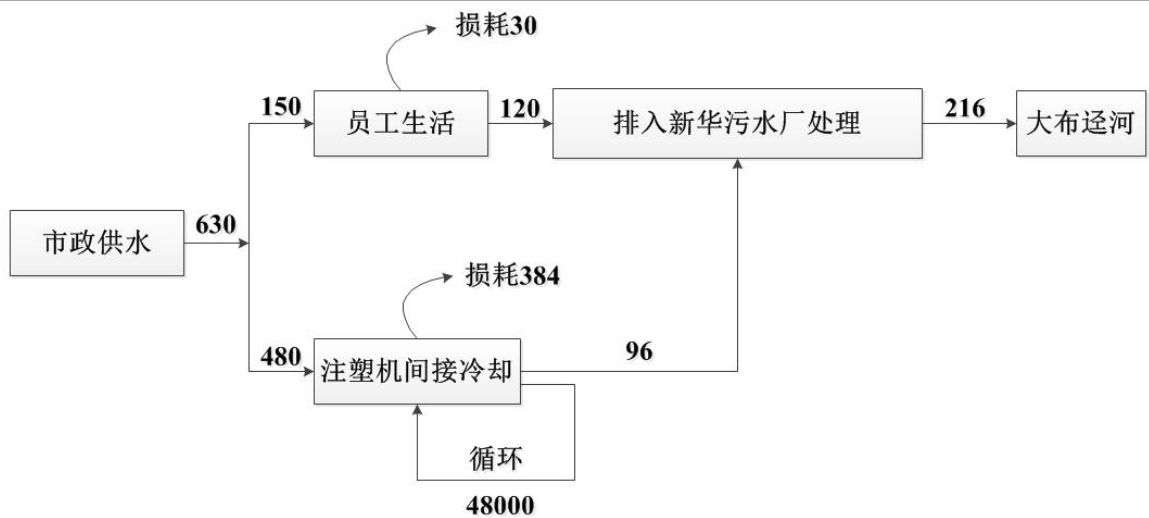 损耗30
150
员工生活
120
排入新华污水厂处理
216
大布迳河
市政供水
630
损耗384
480
注塑机间接冷却
96
循环
48000